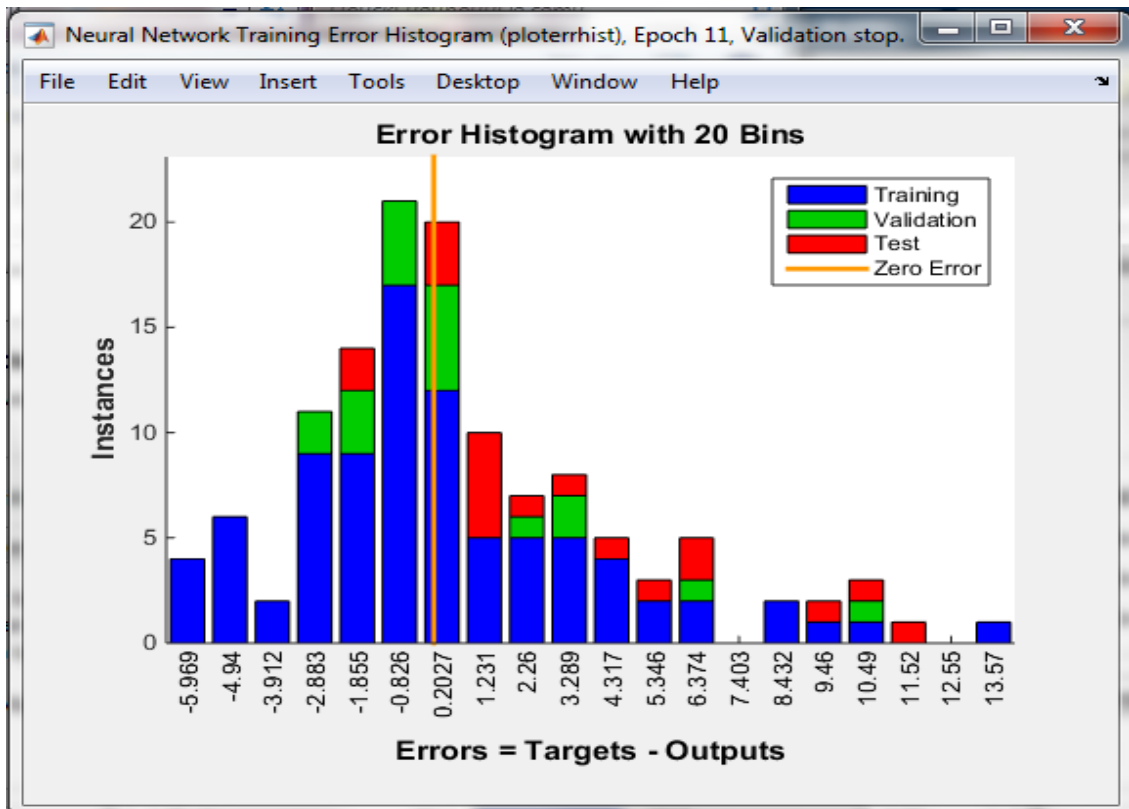 Neural Network Training Error Histogram (ploterrhist), Epoch 11, Validation stop.
File Edit View Insert Tools Desktop Window Help
Error Histogram with 20 Bins
Training
Validation
Test
Zero Error
Instances
20
15
10
5
0
-5.969 -4.94 -3.912 -2.883 -1.855 -0.826 0.2027 1.231 2.26 3.289 4.317 5.346 6.374 7.403 8.432 9.46 10.49 11.52 12.55 13.57
Errors = Targets - Outputs